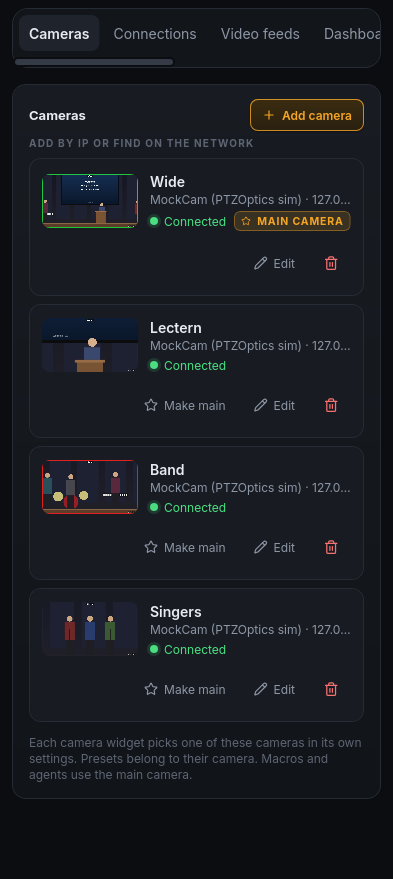 Cameras Connections Video feeds Dashboa
Cameras
Add camera
ADD BY IP OR FIND ON THE NETWORK
Wide
MockCam (PTZOptics sim) · 127.0...
Connected MAIN CAMERA
Edit
Lectern
MockCam (PTZOptics sim) · 127.0...
Connected
Make main Edit
Band
MockCam (PTZOptics sim) · 127.0...
Connected
Make main Edit
Singers
MockCam (PTZOptics sim) · 127.0...
Connected
Make main Edit
Each camera widget picks one of these cameras in its own
settings. Presets belong to their camera. Macros and
agents use the main camera.